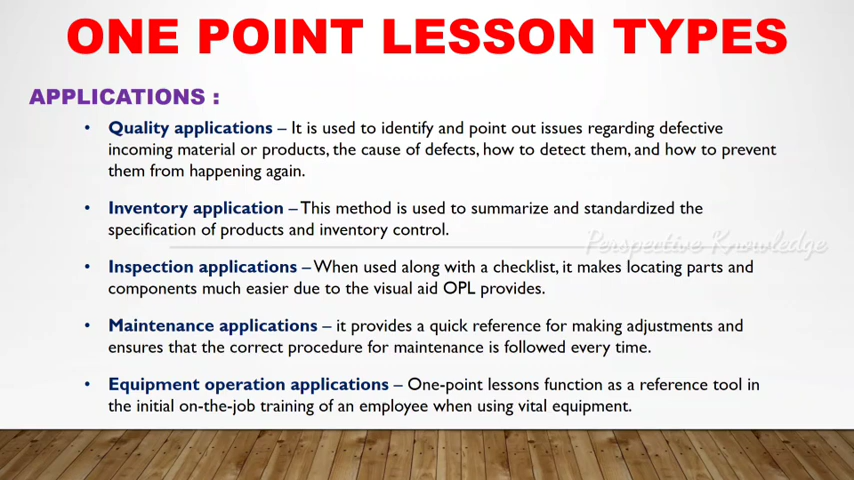 ONE POINT LESSON TYPES
APPLICATIONS :
• Quality applications – It is used to identify and point out issues regarding defective
incoming material or products, the cause of defects, how to detect them, and how to prevent
them from happening again.
• Inventory application – This method is used to summarize and standardized the
specification of products and inventory control.
Perspective Knowledge
• Inspection applications – When used along with a checklist, it makes locating parts and
components much easier due to the visual aid OPL provides.
• Maintenance applications – it provides a quick reference for making adjustments and
ensures that the correct procedure for maintenance is followed every time.
• Equipment operation applications – One-point lessons function as a reference tool in
the initial on-the-job training of an employee when using vital equipment.